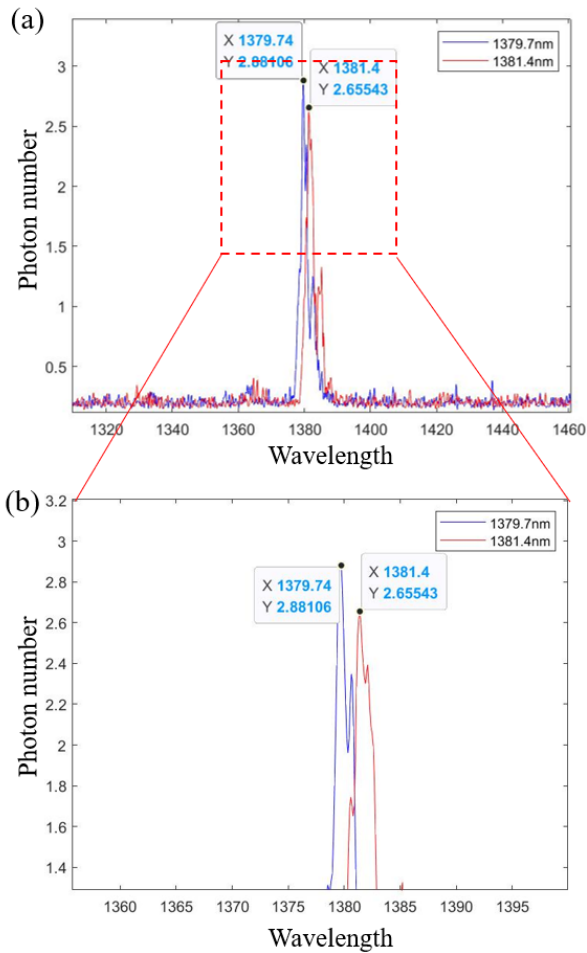 (a)
X 1379.74
Y 2.88106
X 1381.4
Y 2.65543
1379.7nm
1381.4nm
3
2.5
2
1.5
1
0.5
Photon number
1320
1340
1360
1380
1400
1420
1440
1460
Wavelength
(b)
3.2
3
2.8
2.6
2.4
2.2
2
1.8
1.6
1.4
Photon number
1379.7nm
1381.4nm
X 1379.74
Y 2.88106
X 1381.4
Y 2.65543
1360
1365
1370
1375
1380
1385
1390
1395
Wavelength